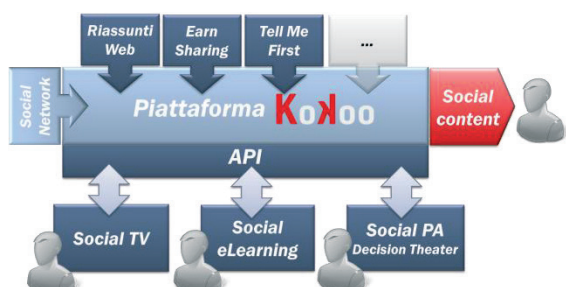 Riassunti
Web
Earn
Sharing
Tell Me
First
...
Social
Network
Piattaforma Kokoo
Social
content
API
Social TV
Social
eLearning
Social PA
Decision Theater